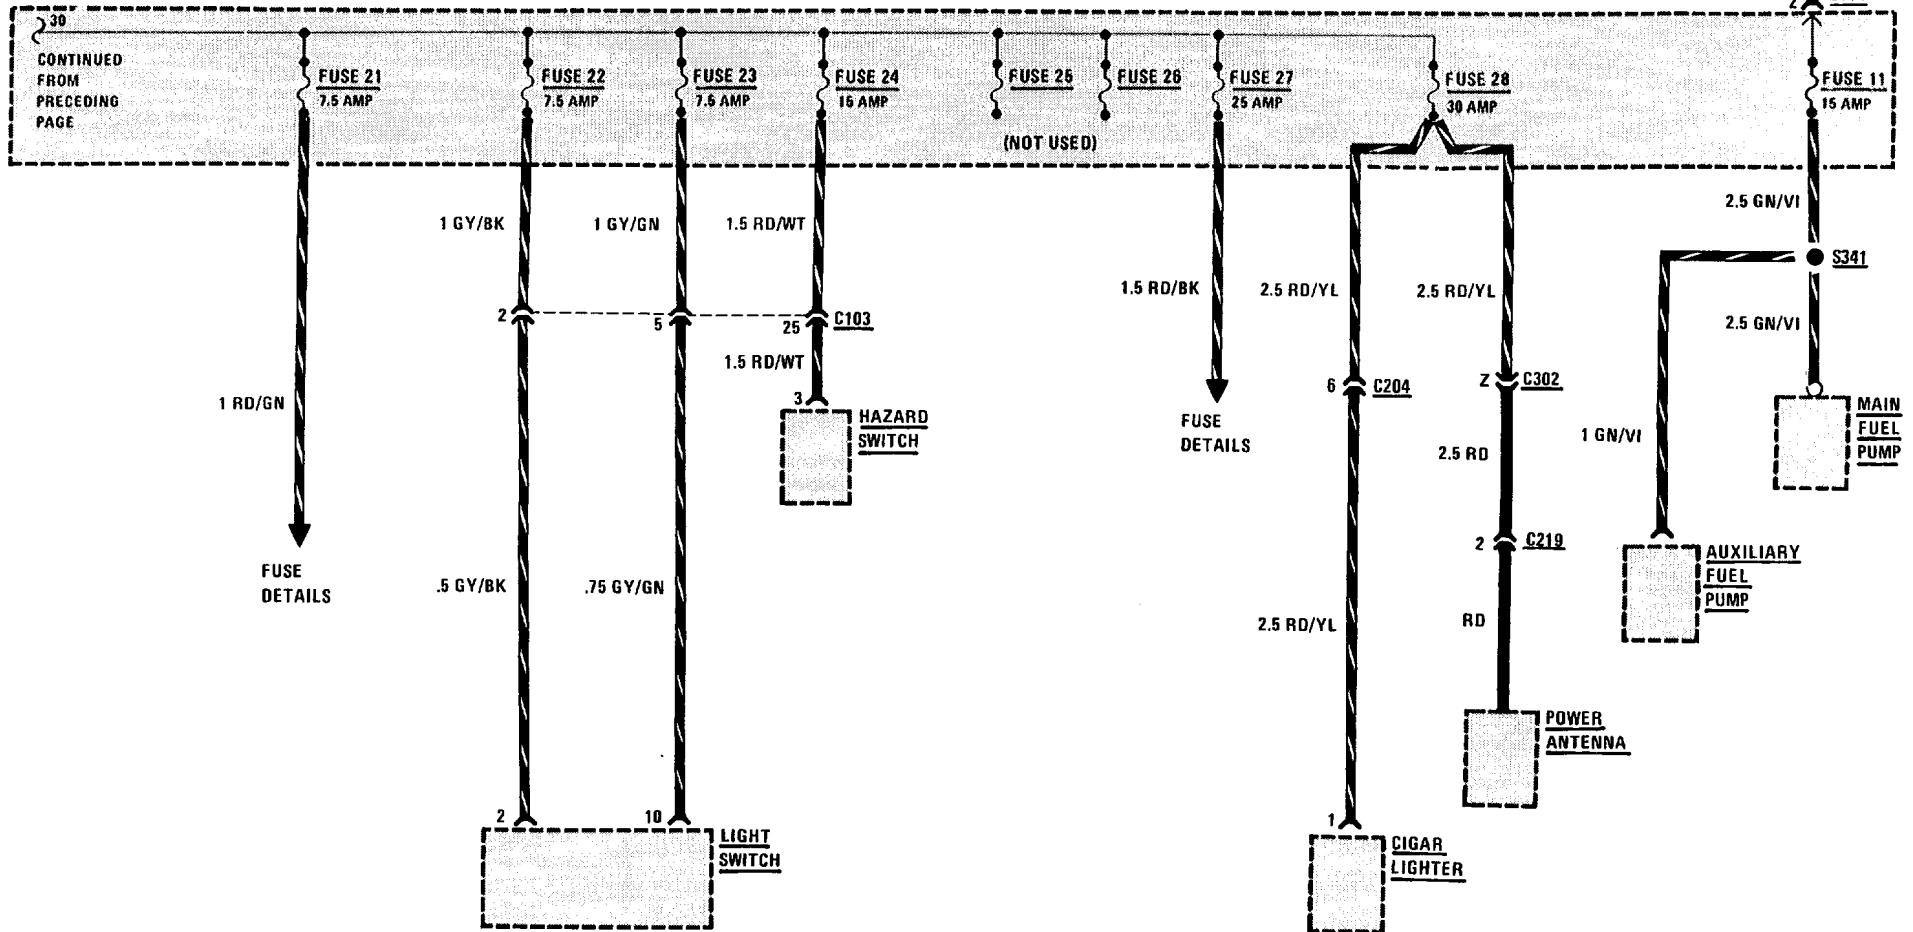 2
30
CONTINUED
FROM
PRECEDING
PAGE
FUSE 21
7.5 AMP
FUSE 22
7.5 AMP
FUSE 23
7.5 AMP
FUSE 24
15 AMP
FUSE 25
FUSE 26
(NOT USED)
FUSE 27
25 AMP
FUSE 28
30 AMP
FUSE 11
15 AMP
1 GY/BK
1 GY/GN
1.5 RD/WT
1.5 RD/BK
2.5 RD/YL
2.5 RD/YL
2.5 GN/VI
S341
2.5 GN/VI
2
5
25
C103
1.5 RD/WT
3
HAZARD
SWITCH
1 RD/GN
FUSE
DETAILS
FUSE
DETAILS
6
C204
Z
C302
2.5 RD
2
C219
RD
1 GN/VI
MAIN
FUEL
PUMP
AUXILIARY
FUEL
PUMP
.5 GY/BK
.75 GY/GN
2.5 RD/YL
POWER
ANTENNA
2
10
LIGHT
SWITCH
1
CIGAR
LIGHTER